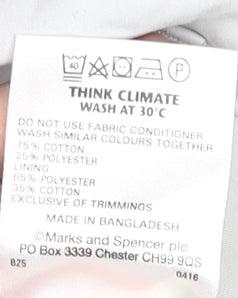 40
P
THINK CLIMATE
WASH AT 30°C
DO NOT USE FABRIC CONDITIONER
WASH SIMILAR COLOURS TOGETHER
75% COTTON
25% POLYESTER
LINING
65% POLYESTER
35% COTTON
EXCLUSIVE OF TRIMMINGS
MADE IN BANGLADESH
©Marks and Spencer plc
PO Box 3339 Chester CH99 9QS
825 0416